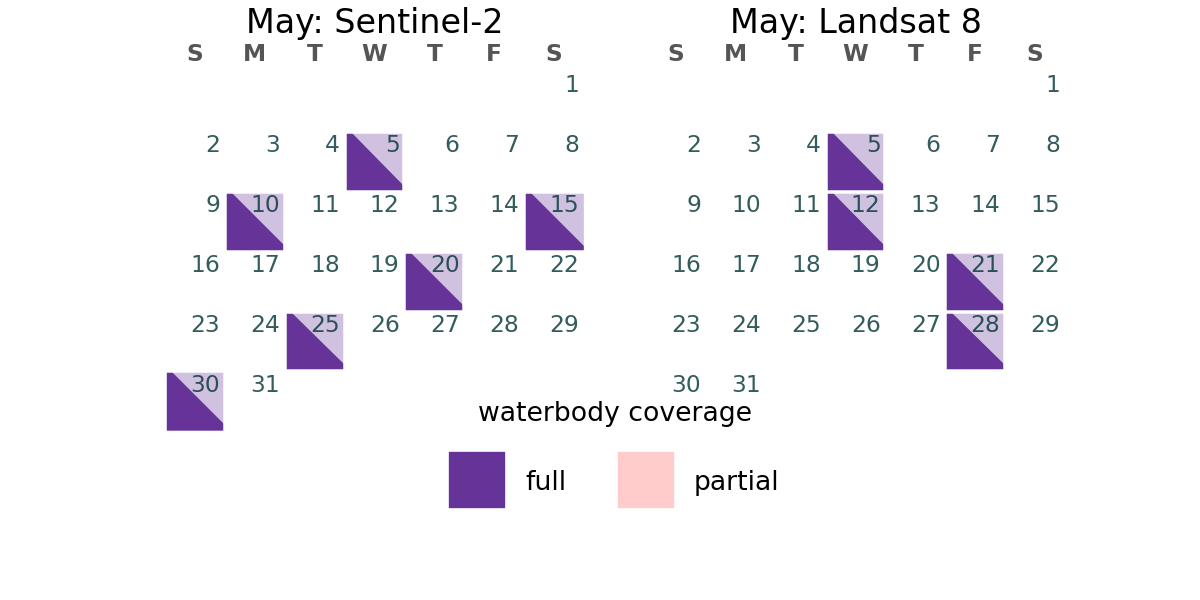 May: Sentinel-2
S M T W T F S
1
2 3 4 5 6 7 8
9 10 11 12 13 14 15
16 17 18 19 20 21 22
23 24 25 26 27 28 29
30 31
May: Landsat 8
S M T W T F S
1
2 3 4 5 6 7 8
9 10 11 12 13 14 15
16 17 18 19 20 21 22
23 24 25 26 27 28 29
30 31
waterbody coverage
full
partial